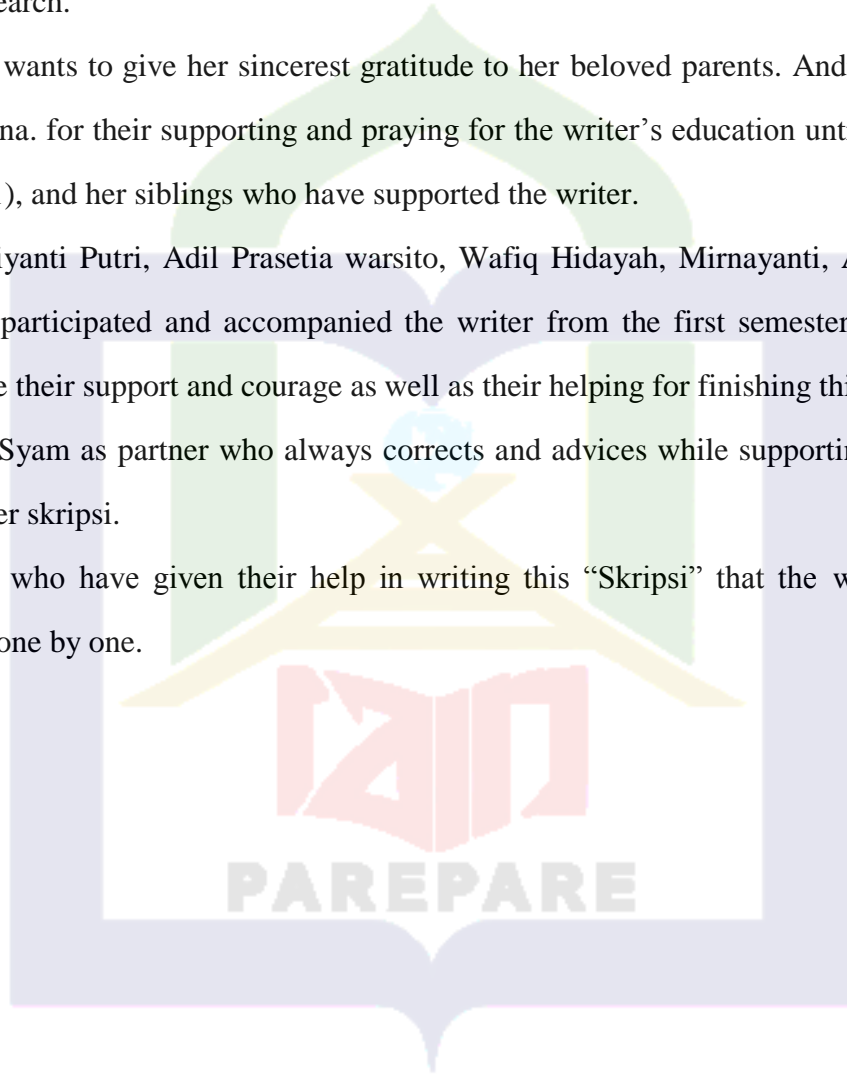 earch.
wants to give her sincerest gratitude to her beloved parents. And
na. for their supporting and praying for the writer’s education unt
), and her siblings who have supported the writer.
iyanti Putri, Adil Prasetia warsito, Wafiq Hidayah, Mirnayanti,
participated and accompanied the writer from the first semester
e their support and courage as well as their helping for finishing thi
Syam as partner who always corrects and advices while supporti
er skripsi.
who have given their help in writing this “Skripsi” that the w
one by one.
iain
PAREPARE